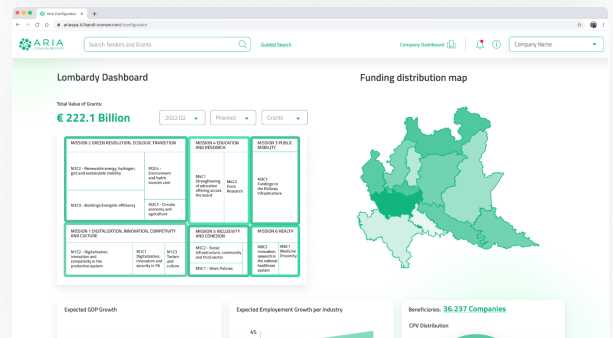 Aria Configurator
ariaspa.it/bandi-convenzioni/configurator
ARIA
CONFIGURATOR
Search Tenders and Grants
Guided Search
Company Dashboard
Company Name
Lombardy Dashboard
Funding distribution map
Total Value of Grants:
€ 222.1 Billion
2022 Q2
Province
Grants
MISSION 2 GREEN REVOLUTION, ECOLOGIC TRANSITION
MISSION 4 EDUCATION
AND RESEARCH
MISSION 3 PUBLIC
MOBILITY
M2C2 - Renewable energy, hydrogen,
grid and sustainable mobility
M2C4 -
Environment
and hydric
sources care
M4C1
Strengthening
of education
offering across
the board
M4C2
From
Research
M3C1
Fundings to
the Railway
Infrastructure
M2C3 - Buildings Energetic efficiency
M2C1 - Circular
economy and
agriculture
MISSION 1 DIGITALISATION, INNOVATION, COMPETIVITY
AND CULTURE
MISSION 5 INCLUSIVITY
AND COHESION
MISSION 6 HEALTH
M1C2 - Digitalisation,
innovation and
competivity in the
productive system
M1C1
Digitalisation,
innovation and
security in PA
M1C3
Turism
and
culture
M5C2 - Social
infrastructure, community
and third sector
M5C1 - Work Policies
M6C2
Innovation,
research in
the national
healthcare
system
M6C1
Medicine
Proximity
Expected GDP Growth
Expected Employement Growth per Industry
45
Beneficiaries: 36.237 Companies
CPV Distribution